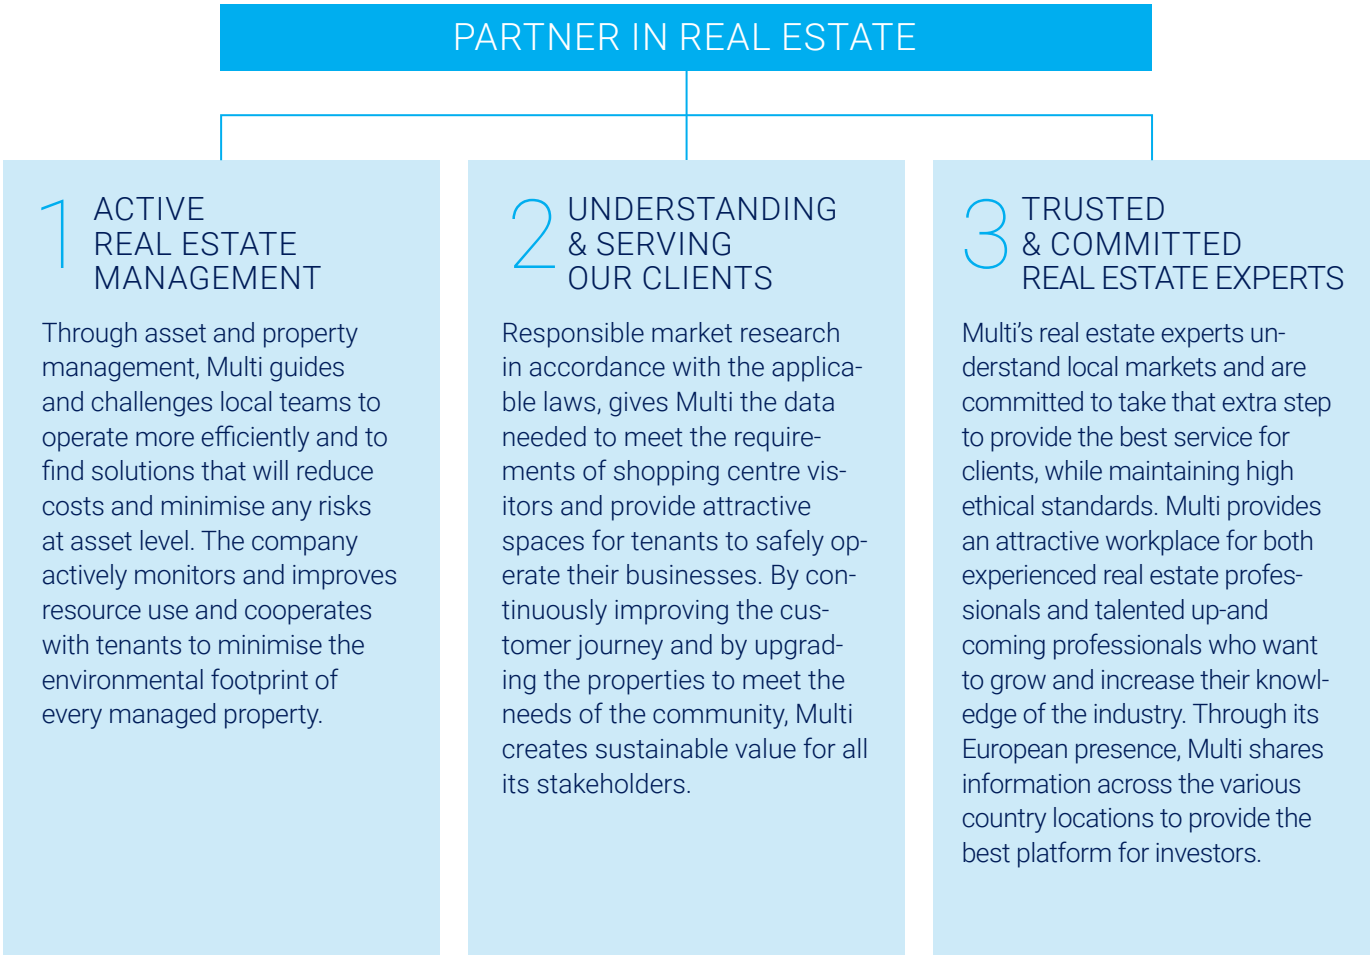 PARTNER IN REAL ESTATE
1
ACTIVE
REAL ESTATE
MANAGEMENT
Through asset and property
management, Multi guides
and challenges local teams to
operate more efficiently and to
find solutions that will reduce
costs and minimise any risks
at asset level. The company
actively monitors and improves
resource use and cooperates
with tenants to minimise the
environmental footprint of
every managed property.
2
UNDERSTANDING
& SERVING
OUR CLIENTS
Responsible market research
in accordance with the applica-
ble laws, gives Multi the data
needed to meet the require-
ments of shopping centre vis-
itors and provide attractive
spaces for tenants to safely op-
erate their businesses. By con-
tinuously improving the cus-
tomer journey and by upgrad-
ing the properties to meet the
needs of the community, Multi
creates sustainable value for all
its stakeholders.
3
TRUSTED
& COMMITTED
REAL ESTATE EXPERTS
Multi’s real estate experts un-
derstand local markets and are
committed to take that extra step
to provide the best service for
clients, while maintaining high
ethical standards. Multi provides
an attractive workplace for both
experienced real estate profes-
sionals and talented up-and
coming professionals who want
to grow and increase their knowl-
edge of the industry. Through its
European presence, Multi shares
information across the various
country locations to provide the
best platform for investors.